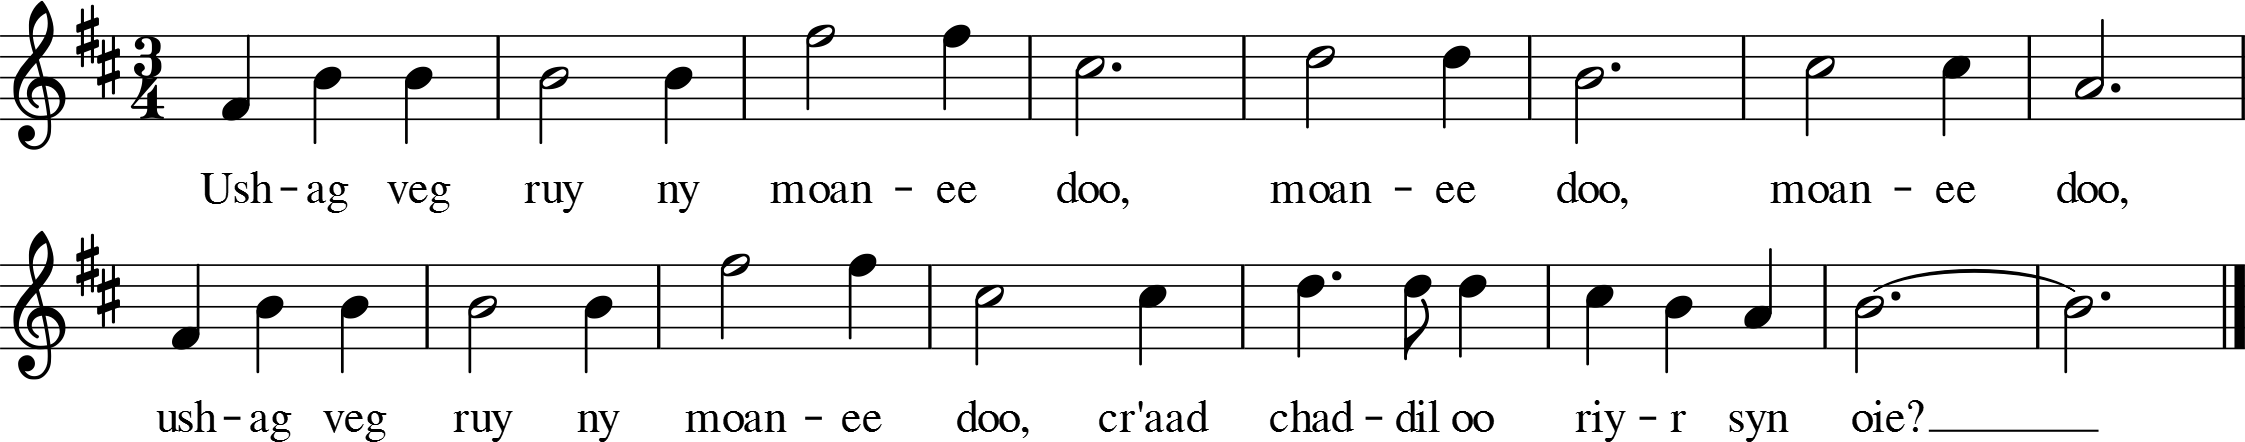 Ush-ag veg ruy ny moan-ee doo, moan-ee doo, moan-ee doo,
ush-ag veg ruy ny moan-ee doo, cr'aad chad-dil oo riy-r syn oie?